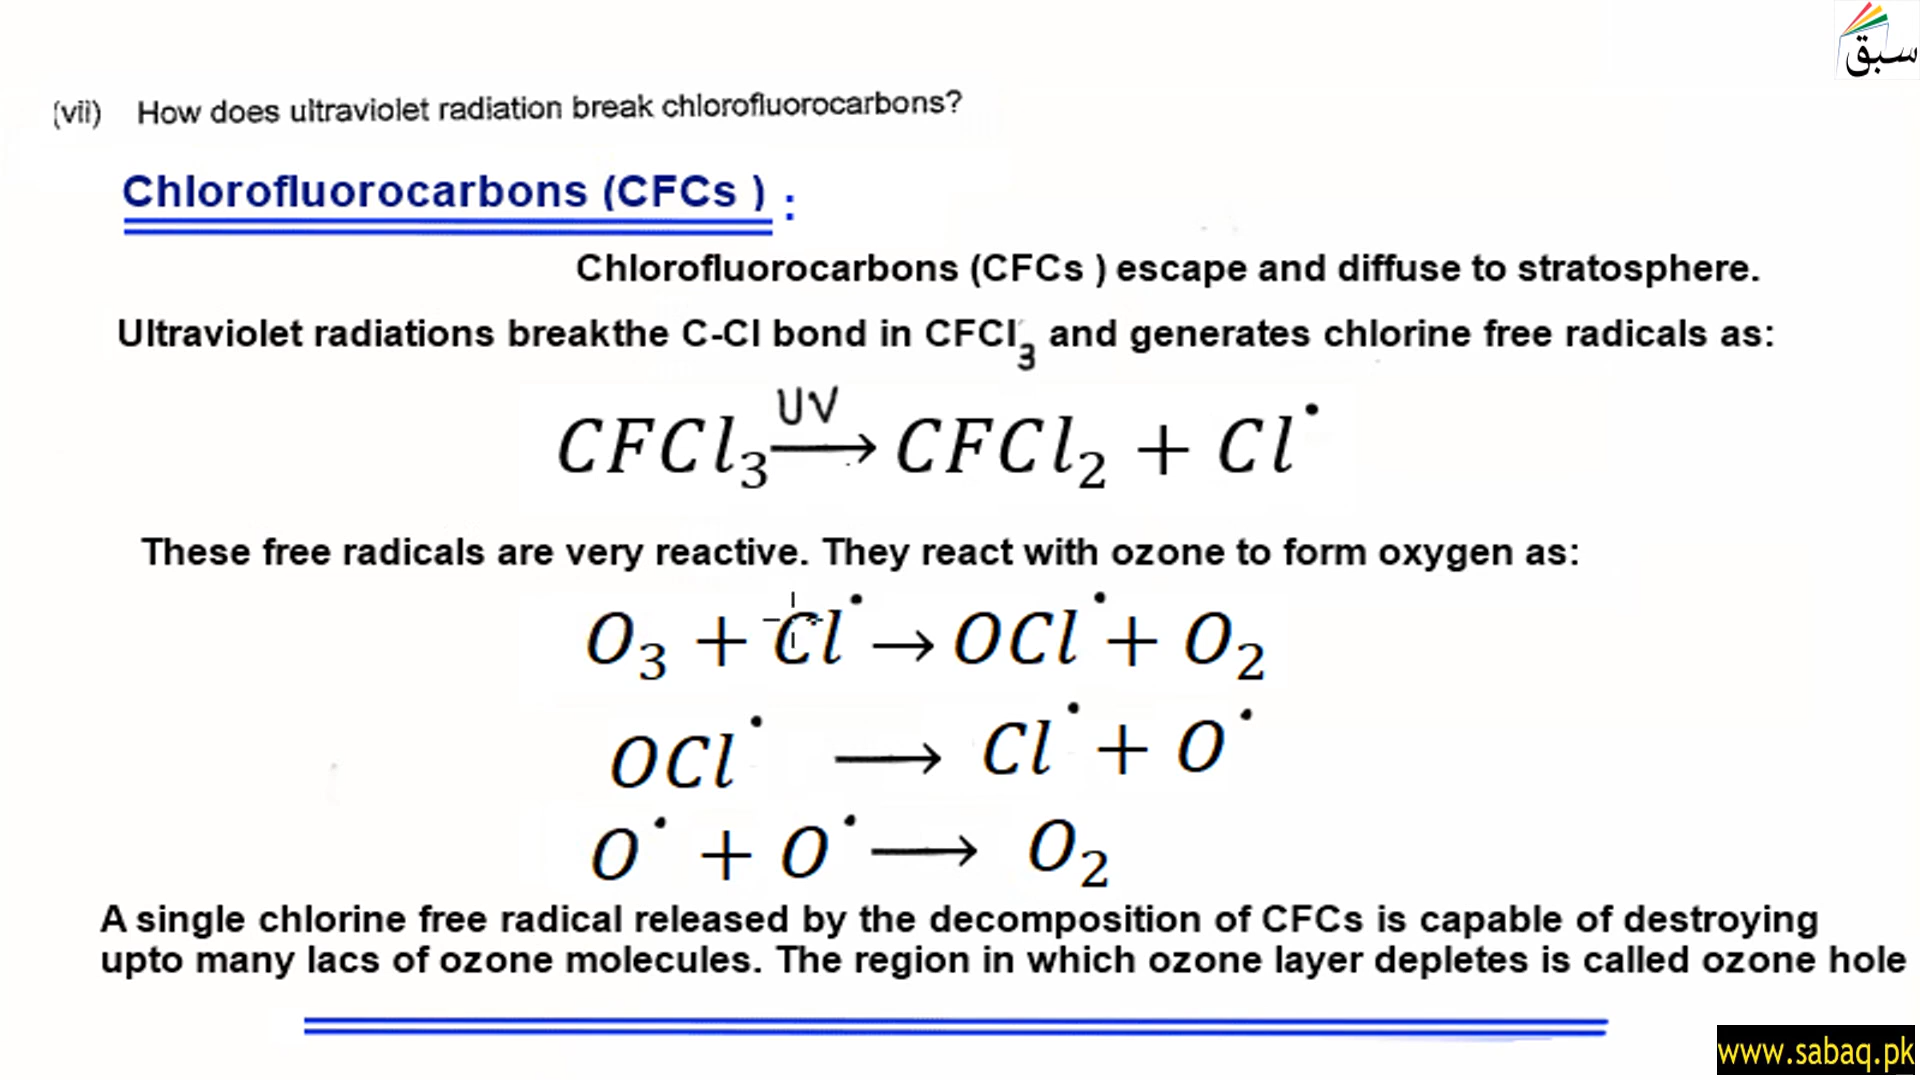 سبق
(vii) How does ultraviolet radiation break chlorofluorocarbons?
Chlorofluorocarbons (CFCs ) :
Chlorofluorocarbons (CFCs ) escape and diffuse to stratosphere.
Ultraviolet radiations breakthe C-Cl bond in CFCl₃ and generates chlorine free radicals as:
UV
CFCl₃ ⟶ CFCl₂ + Cl˙
These free radicals are very reactive. They react with ozone to form oxygen as:
O₃ + Cl˙ → OCl˙ + O₂
OCl˙ ⟶ Cl˙ + O˙
O˙ + O˙ ⟶ O₂
A single chlorine free radical released by the decomposition of CFCs is capable of destroying
upto many lacs of ozone molecules. The region in which ozone layer depletes is called ozone hole
www.sabaq.pk